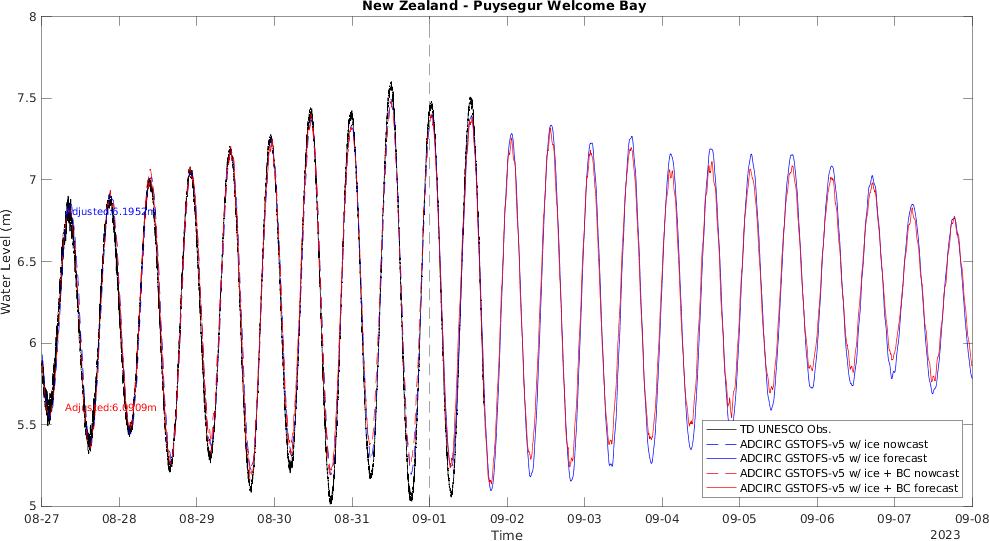 New Zealand - Puysegur Welcome Bay
8
7.5
7
6.5
6
5.5
5
Water Level (m)
Adjusted:6.1952m
Adjusted:6.0909m
TD UNESCO Obs.
ADCIRC GSTOFS-v5 w/ ice nowcast
ADCIRC GSTOFS-v5 w/ ice forecast
ADCIRC GSTOFS-v5 w/ ice + BC nowcast
ADCIRC GSTOFS-v5 w/ ice + BC forecast
08-27 08-28 08-29 08-30 08-31 09-01 09-02 09-03 09-04 09-05 09-06 09-07 09-08
Time
2023